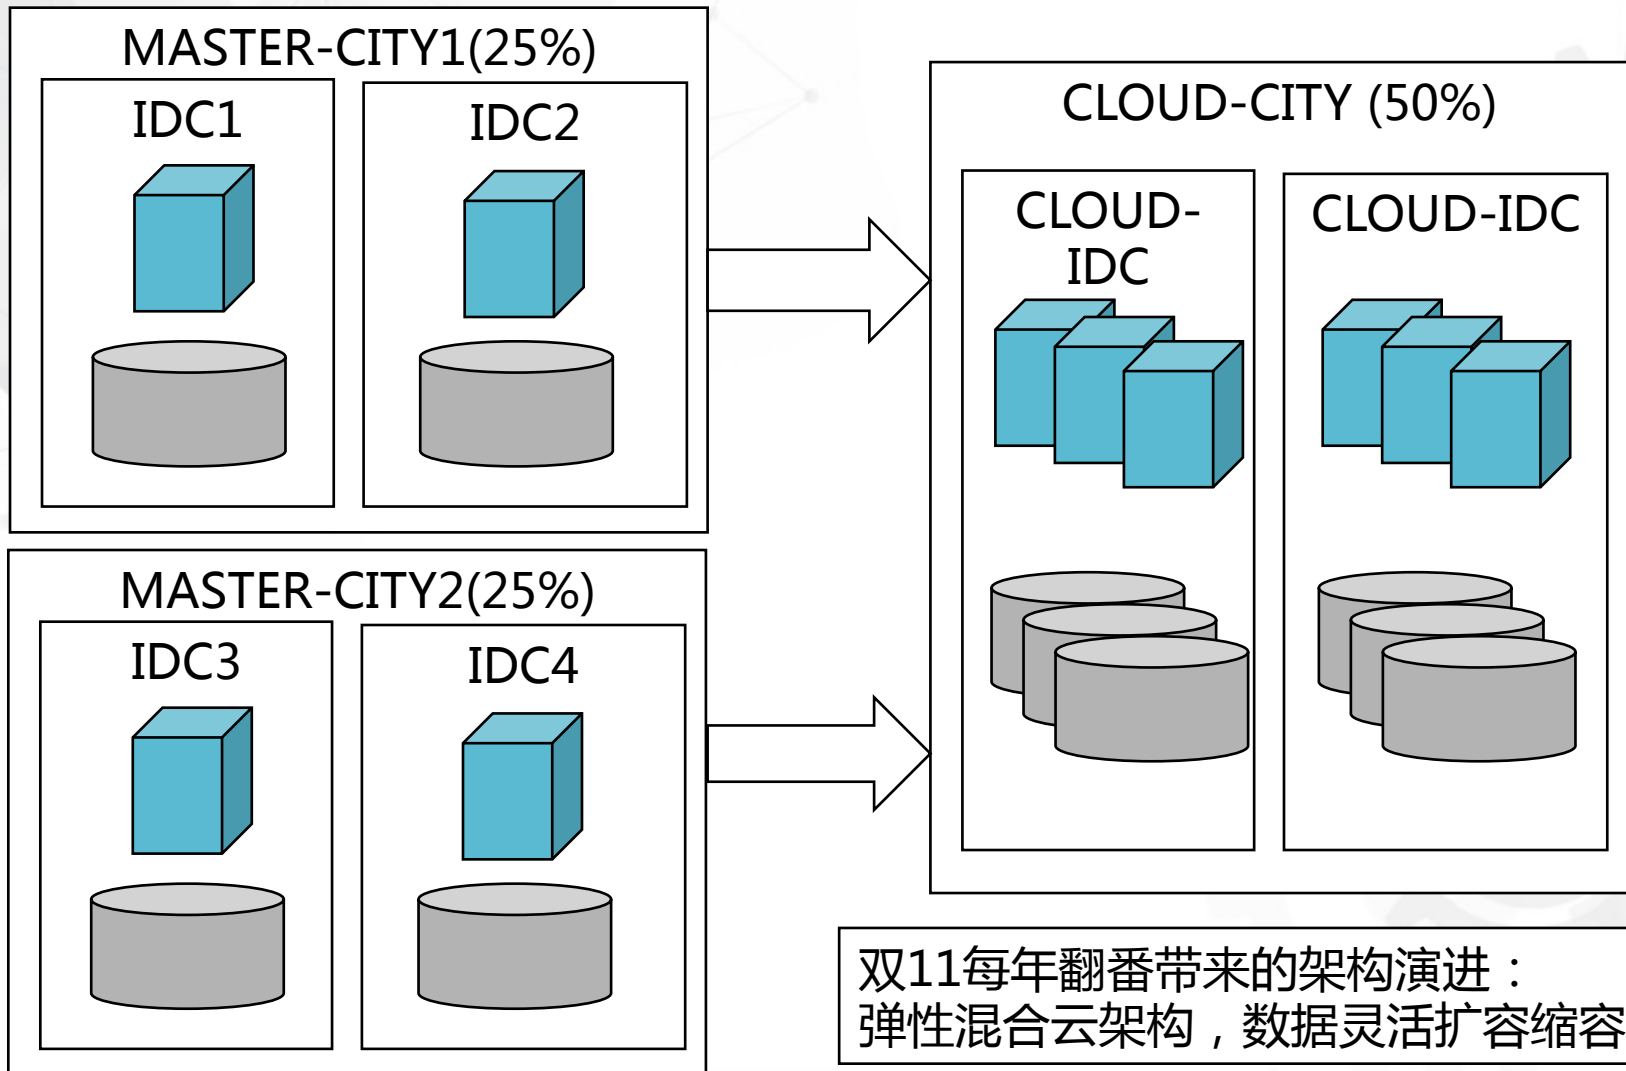 MASTER-CITY1(25%)
IDC1
IDC2
MASTER-CITY2(25%)
IDC3
IDC4
CLOUD-CITY (50%)
CLOUD-
IDC
CLOUD-IDC
双11每年翻番带来的架构演进：
弹性混合云架构，数据灵活扩容缩容